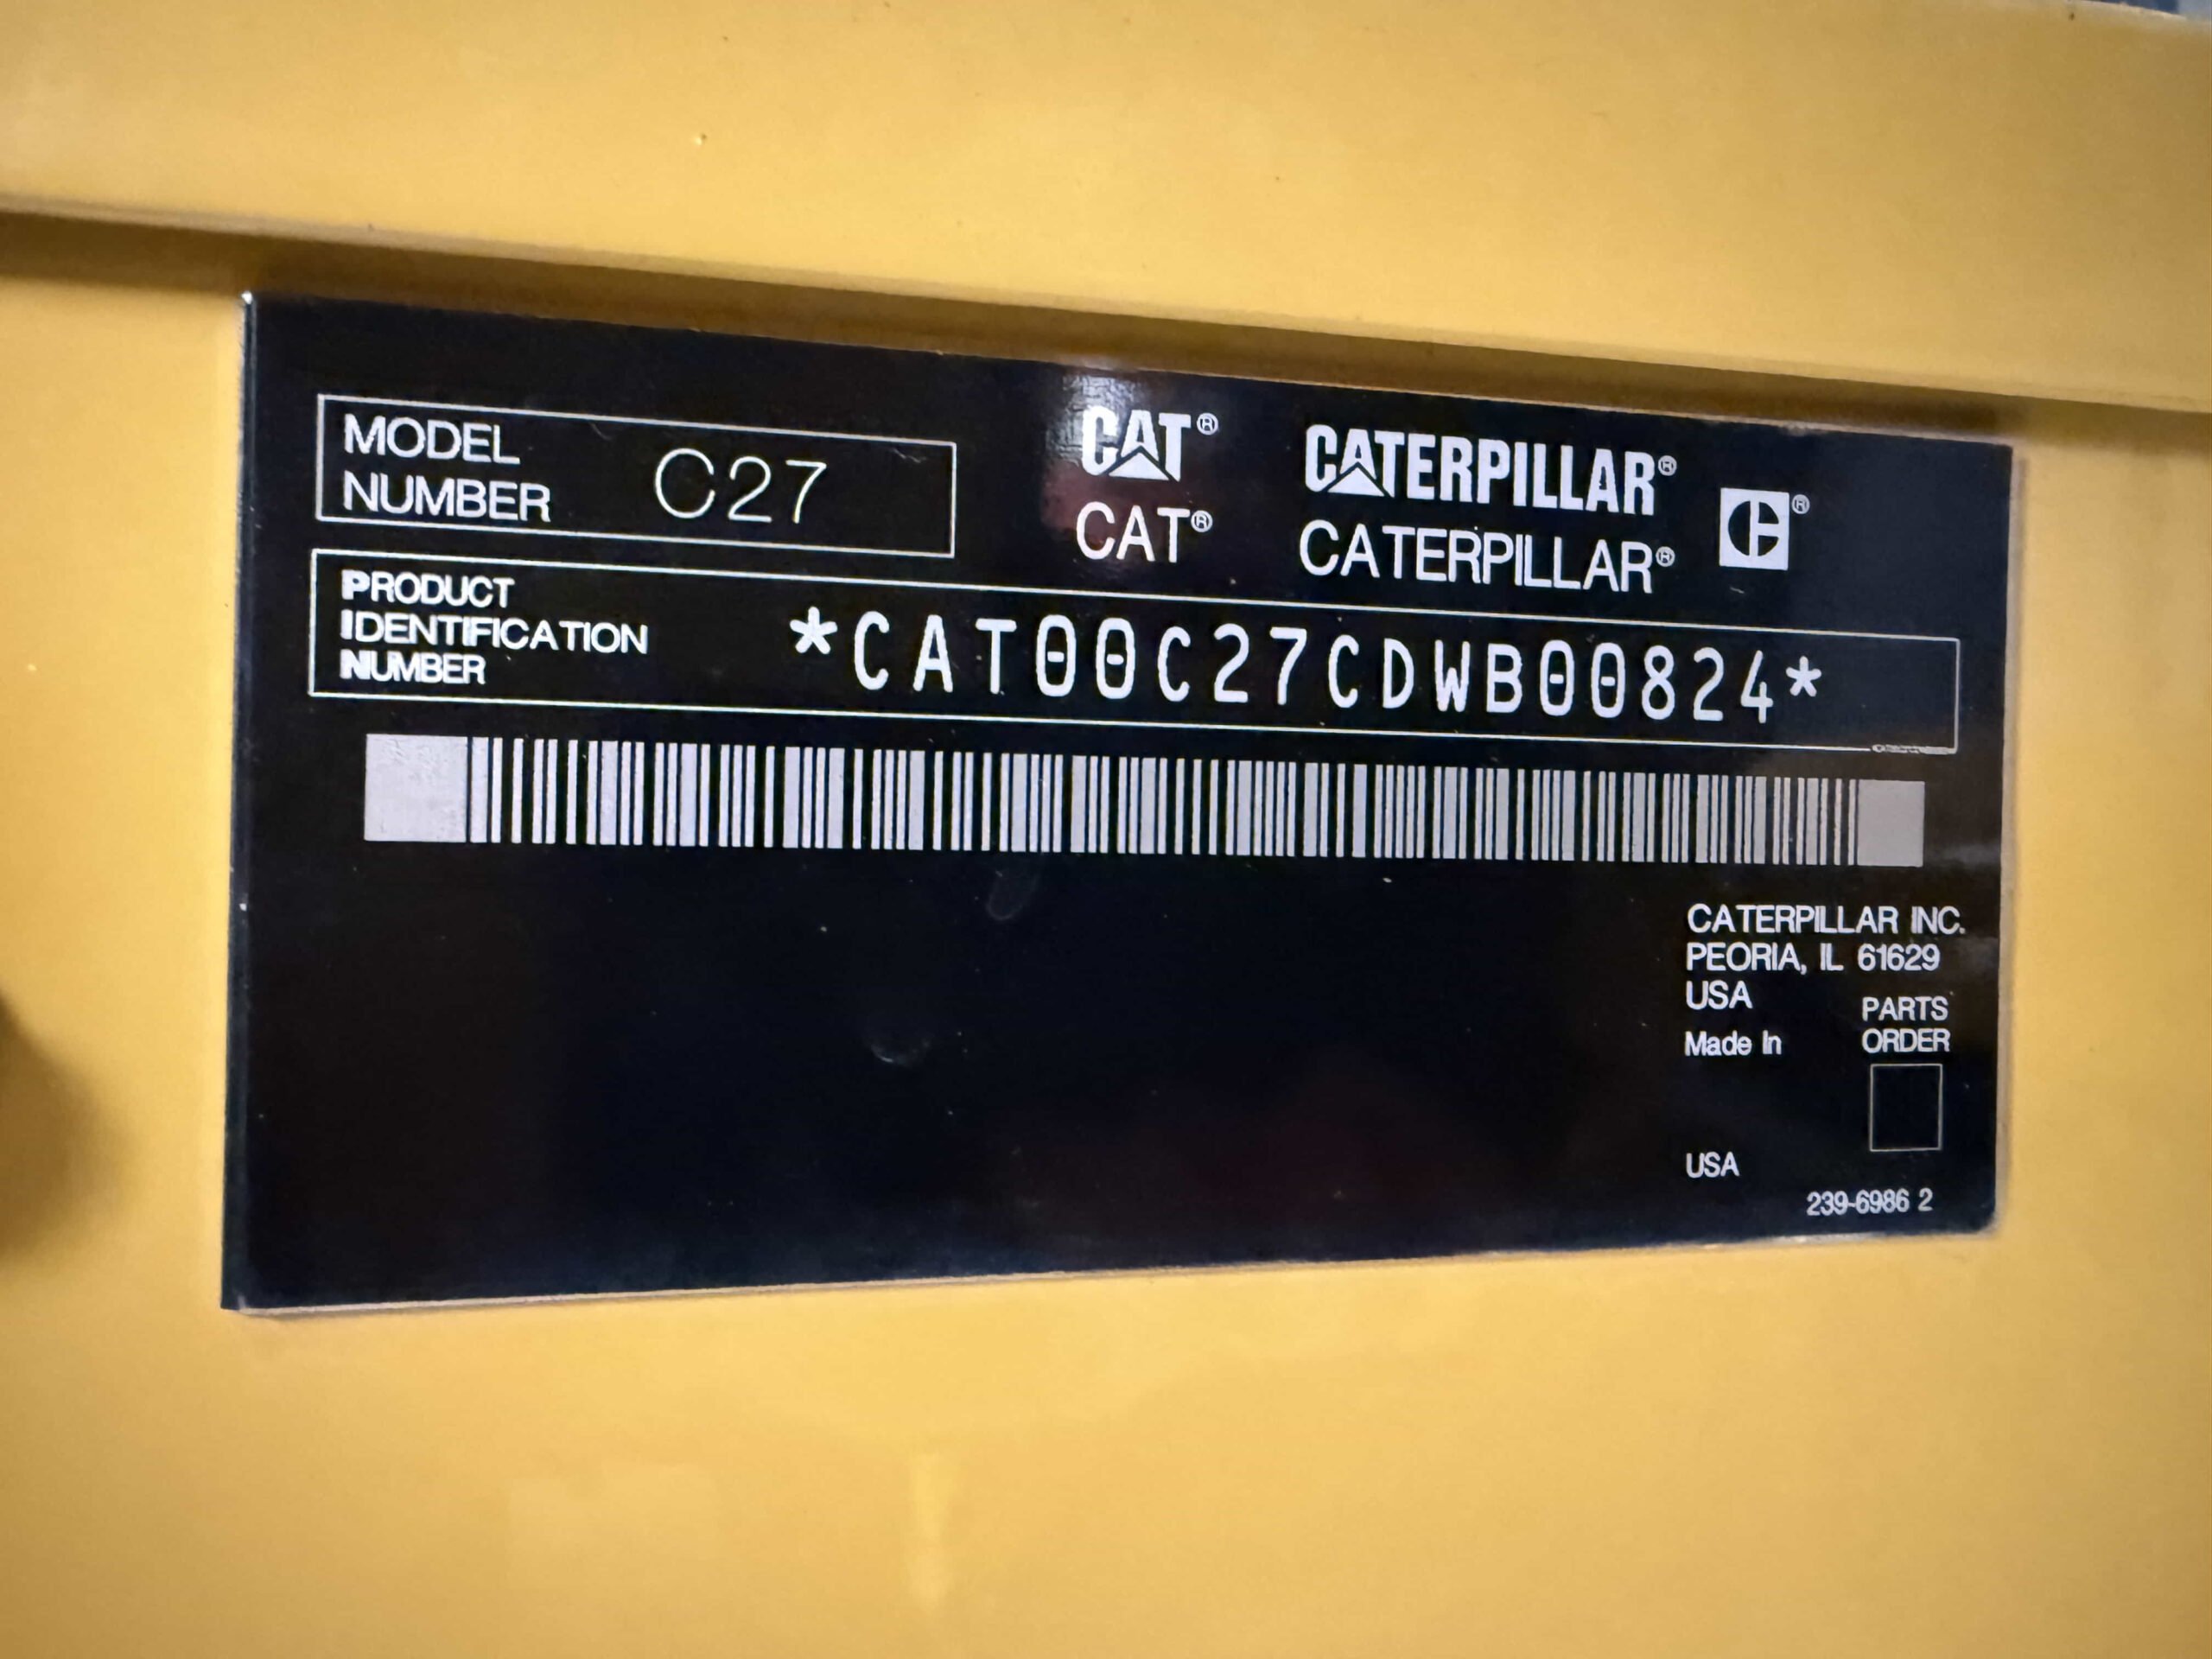 MODEL
NUMBER C27
CAT® CATERPILLAR®
CAT® CATERPILLAR®
PRODUCT
IDENTIFICATION
NUMBER
*CAT00C27CDWB00824*
CATERPILLAR INC.
PEORIA, IL 61629
USA
PARTS
ORDER
Made In
USA
239-6986 2